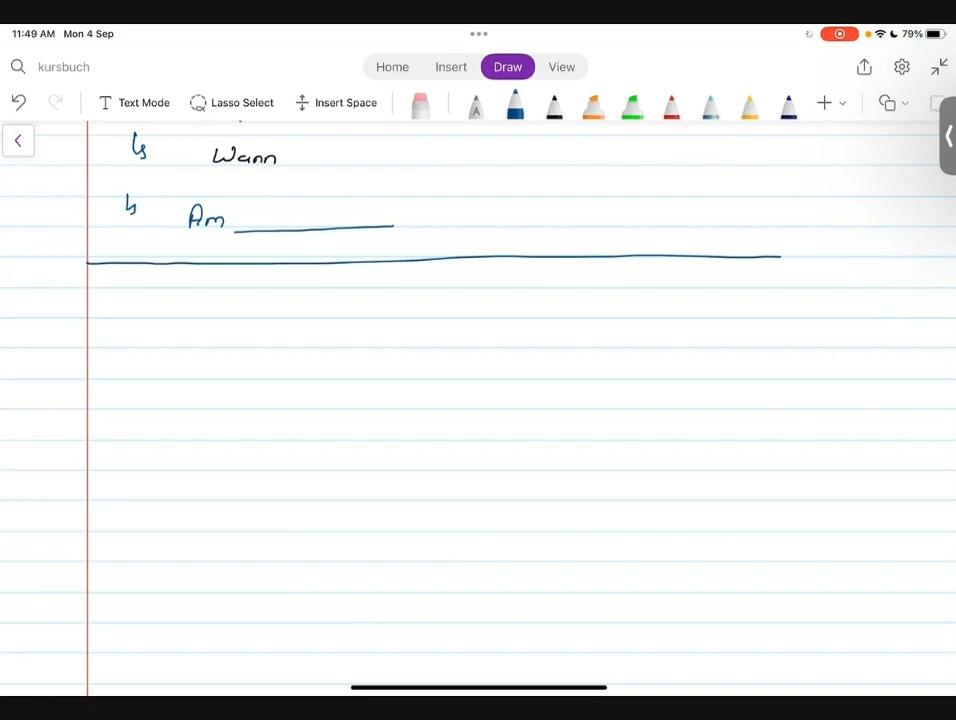 11:49 AM Mon 4 Sep
79%
kursbuch
Home Insert Draw View
Text Mode Lasso Select Insert Space
A
Wann
Am